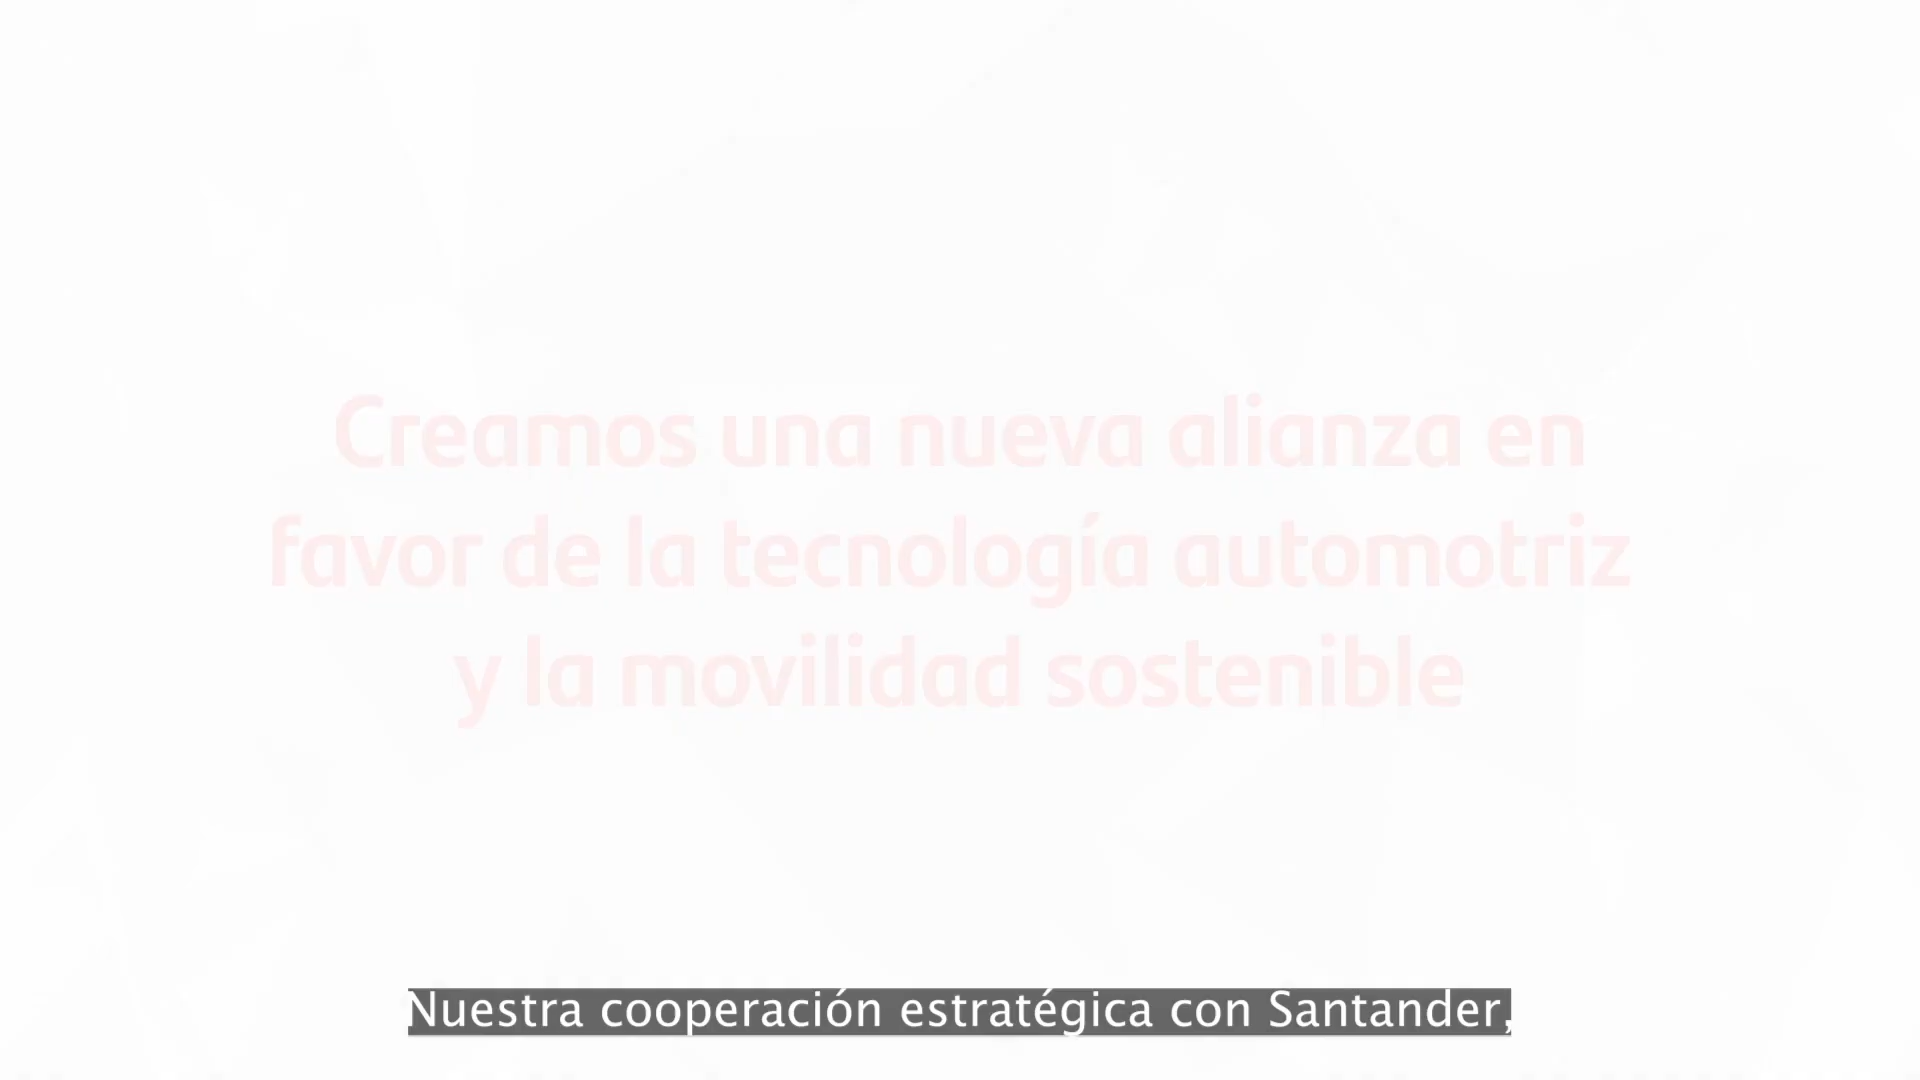 Creamos una nueva alianza en
favor de la tecnología automotriz
y la movilidad sostenible
Nuestra cooperación estratégica con Santander,